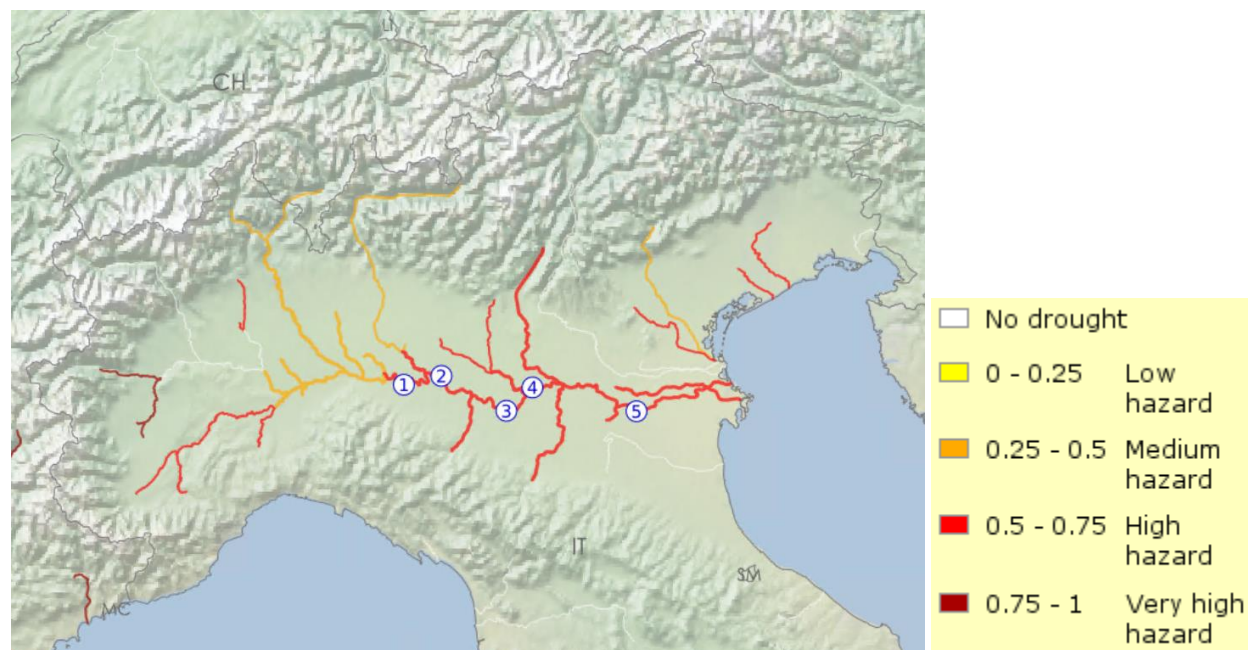 LI
CH
1
2
4
3
5
IT
SM
MC
No drought
0 - 0.25 Low
hazard
0.25 - 0.5 Medium
hazard
0.5 - 0.75 High
hazard
0.75 - 1 Very high
hazard